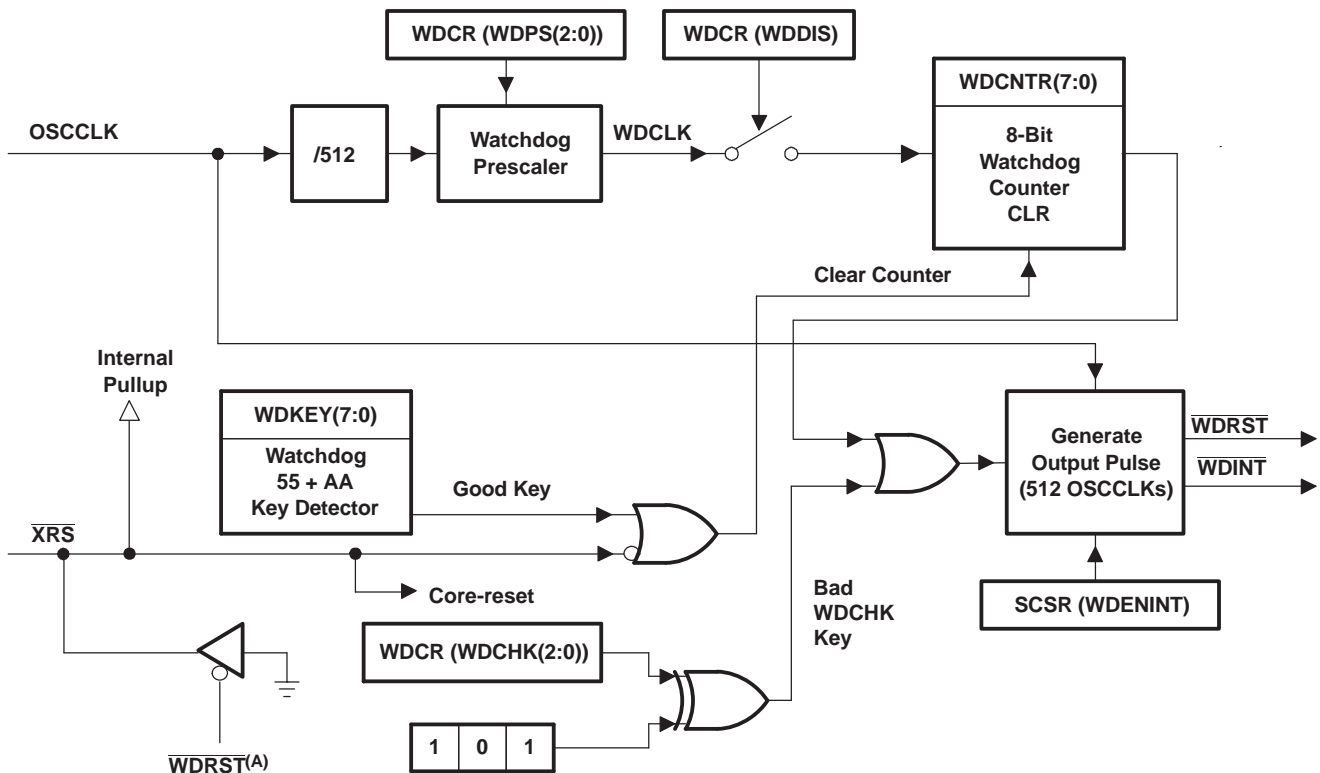 WDCR (WDPS(2:0))
WDCR (WDDIS)
WDCNTR(7:0)
OSCCLK
/512
Watchdog
Prescaler
WDCLK
8-Bit
Watchdog
Counter
CLR
Clear Counter
Internal
Pullup
WDKEY(7:0)
Watchdog
55 + AA
Key Detector
Good Key
Generate
Output Pulse
(512 OSCCLKs)
WDRST
WDINT
XRS
Core-reset
Bad
WDCHK
Key
SCSR (WDENINT)
WDCR (WDCHK(2:0))
1 0 1
WDRST(A)